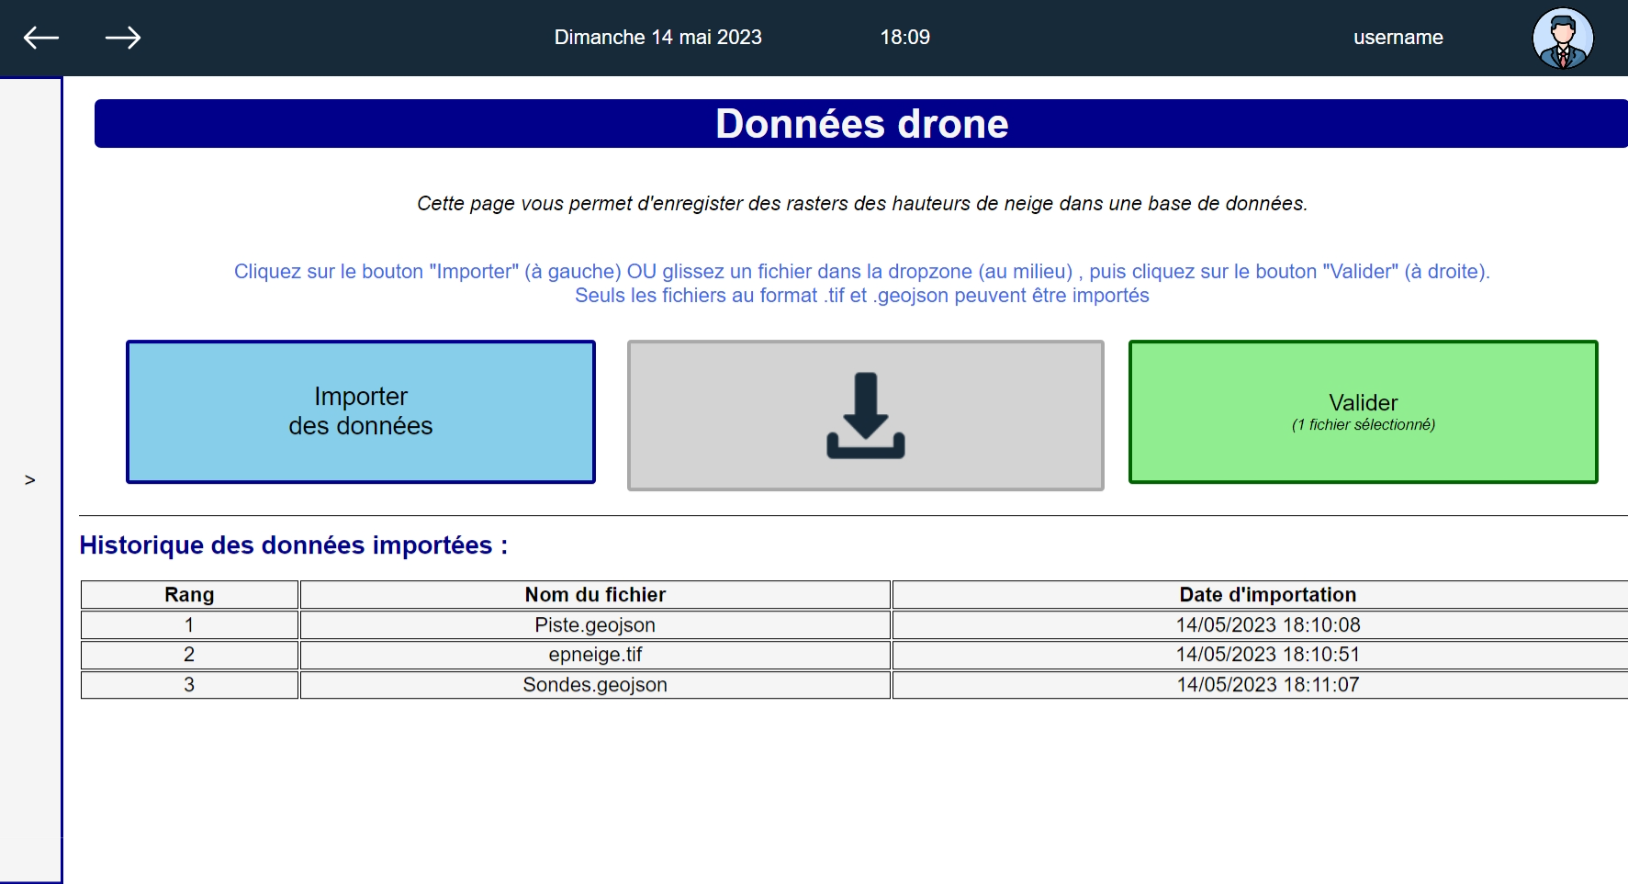 Dimanche 14 mai 2023 18:09 username
Données drone
Cette page vous permet d'enregister des rasters des hauteurs de neige dans une base de données.
Cliquez sur le bouton "Importer" (à gauche) OU glissez un fichier dans la dropzone (au milieu) , puis cliquez sur le bouton "Valider" (à droite).
Seuls les fichiers au format .tif et .geojson peuvent être importés
Importer
des données
Valider
(1 fichier sélectionné)
>
Historique des données importées :
Rang Nom du fichier Date d'importation
1 Piste.geojson 14/05/2023 18:10:08
2 epneige.tif 14/05/2023 18:10:51
3 Sondes.geojson 14/05/2023 18:11:07